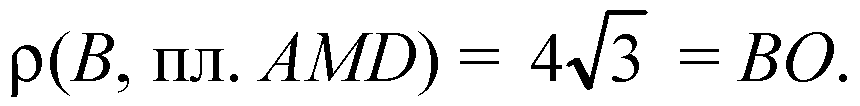 ρ(B, пл. AMD) = 4√3 = BO.